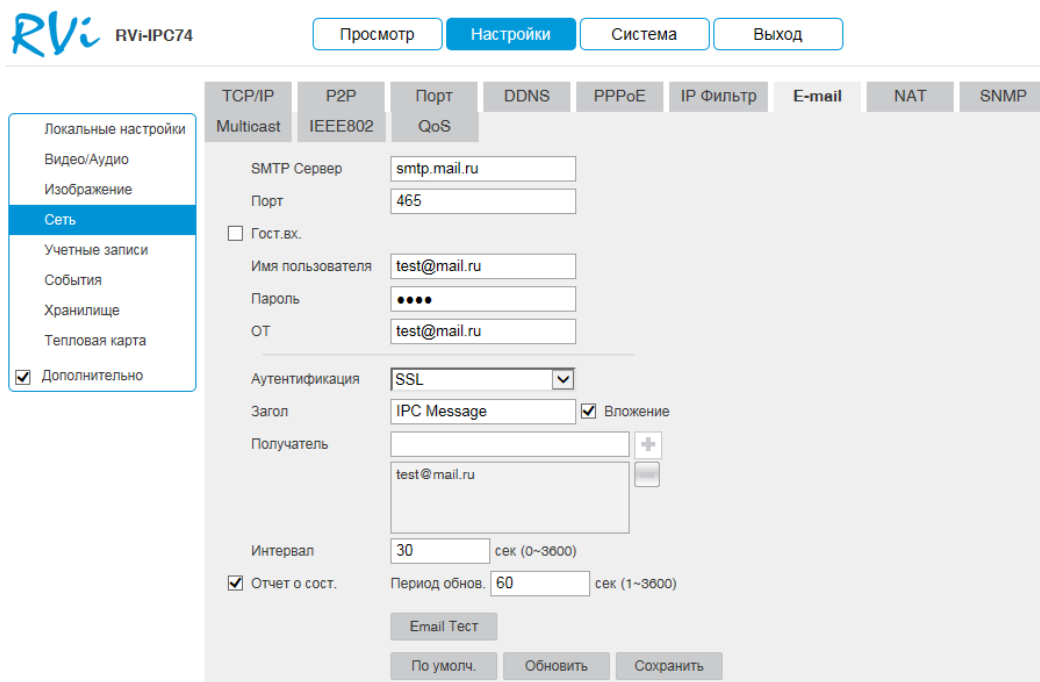 RVi RVi-IPC74 Просмотр Настройки Система Выход
TCP/IP P2P Порт DDNS PPPoE IP Фильтр E-mail NAT SNMP
Multicast IEEE802 QoS
Локальные настройки
Видео/Аудио
Изображение
Сеть
Учетные записи
События
Хранилище
Тепловая карта
Дополнительно
SMTP Сервер smtp.mail.ru
Порт 465
Гост.вх.
Имя пользователя test@mail.ru
Пароль ••••
ОТ test@mail.ru
Аутентификация SSL
Загол IPC Message Вложение
Получатель
test@mail.ru
Интервал 30 сек (0~3600)
Отчет о сост. Период обнов. 60 сек (1~3600)
Email Тест
По умолч. Обновить Сохранить